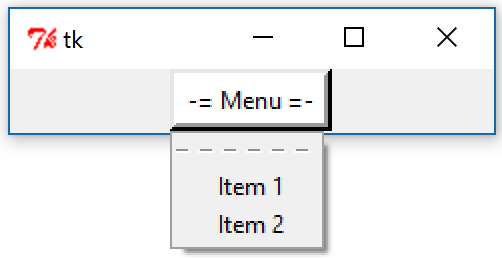 tk
-= Menu =-
Item 1
Item 2